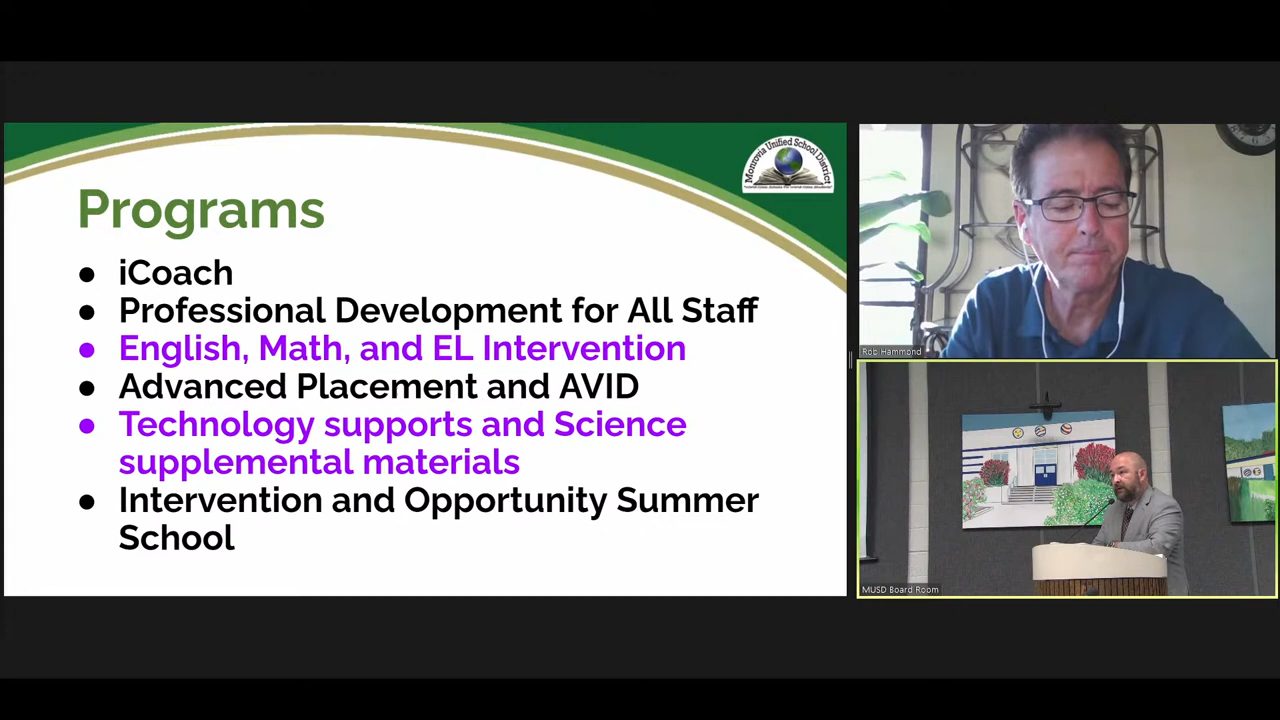 Programs
● iCoach
● Professional Development for All Staff
● English, Math, and EL Intervention
● Advanced Placement and AVID
● Technology supports and Science
supplemental materials
● Intervention and Opportunity Summer
School
Monrovia Unified School District
Rob Hammond
MUSD Board Room